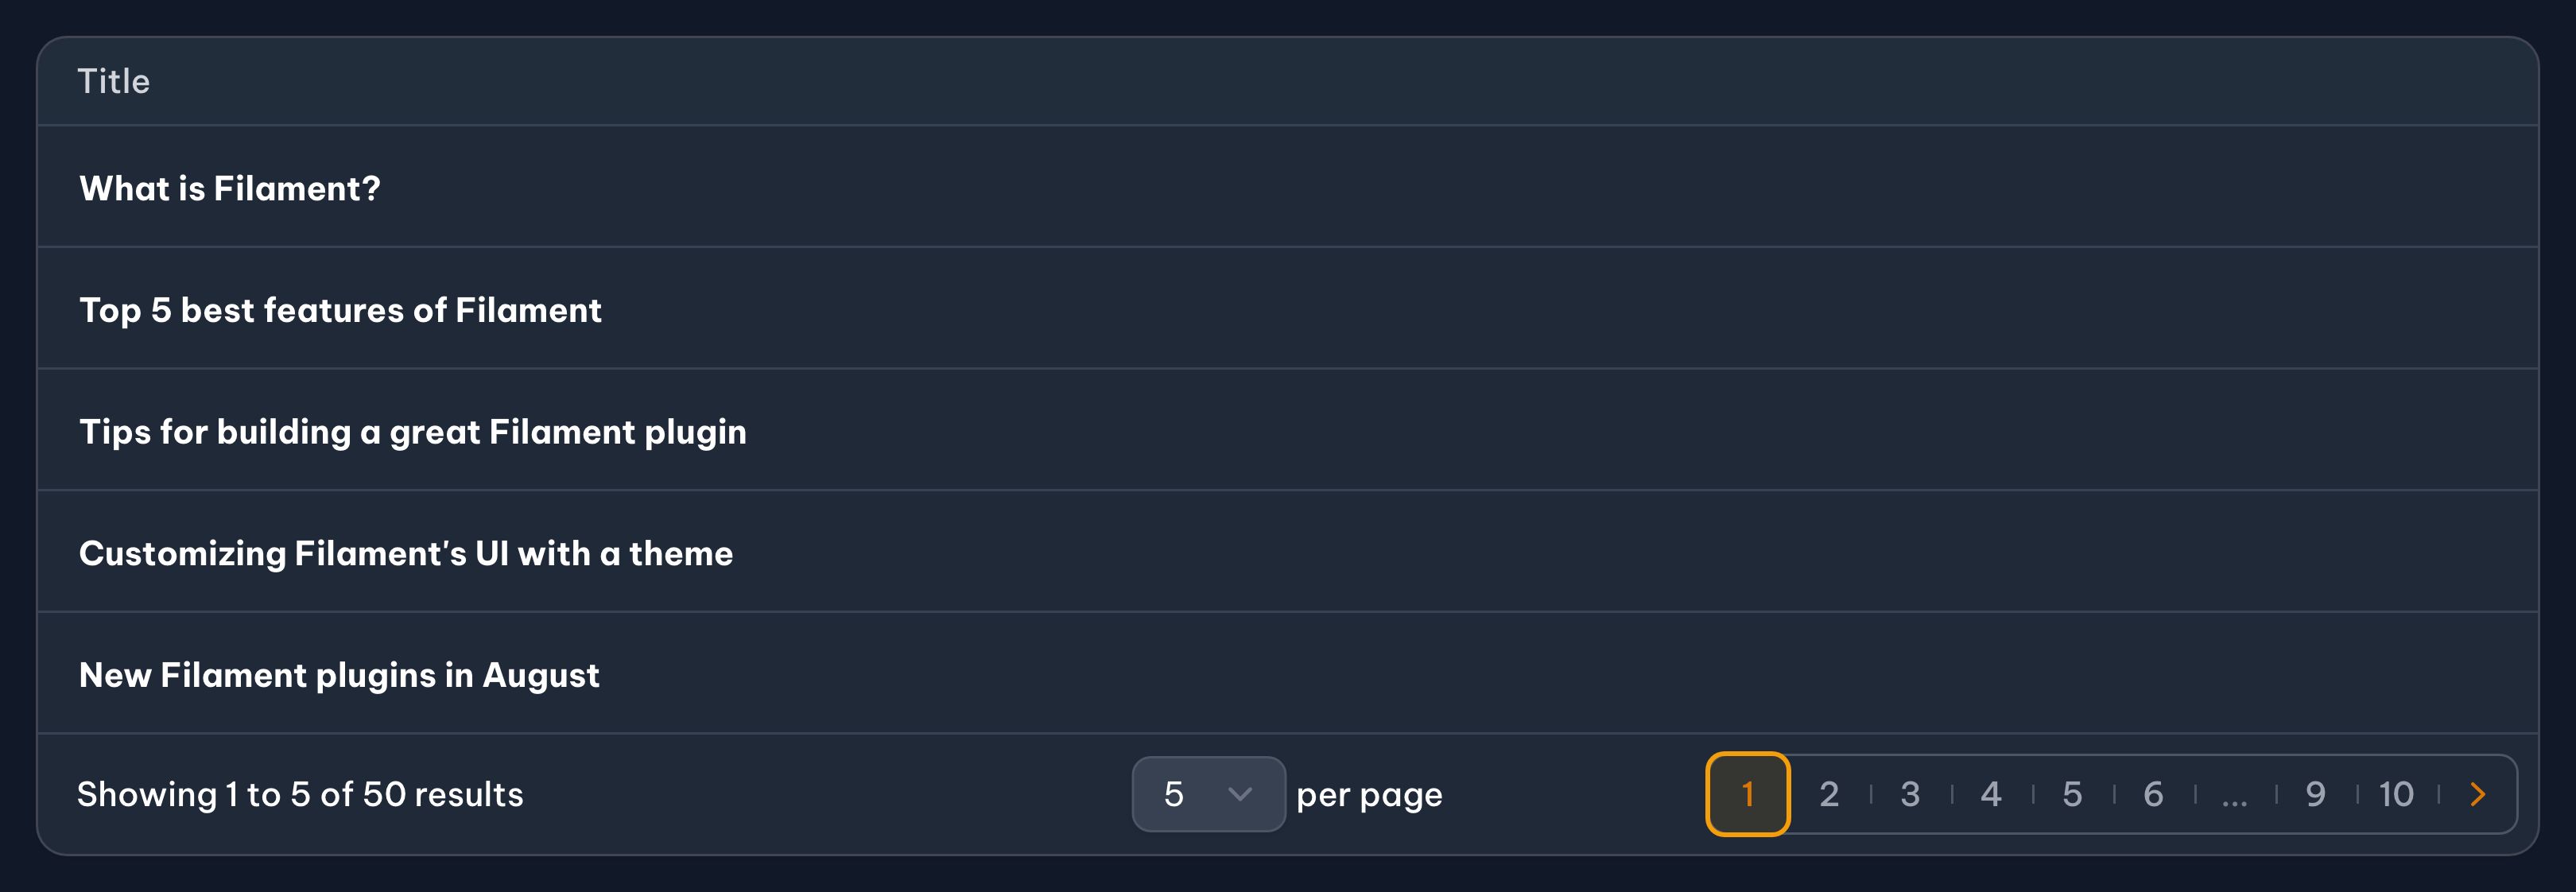 Title
What is Filament?
Top 5 best features of Filament
Tips for building a great Filament plugin
Customizing Filament's UI with a theme
New Filament plugins in August
Showing 1 to 5 of 50 results 5 per page 1 2 3 4 5 6 ... 9 10